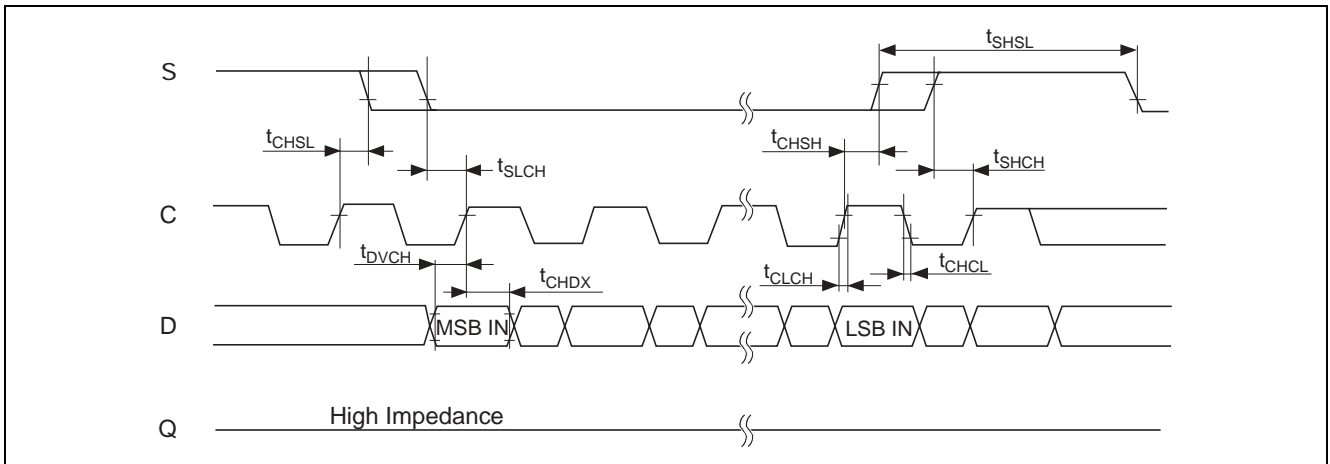 S
tSHSL
tCHSL
tSLCH
tCHSH
tSHCH
C
tDVCH
tCHDX
tCLCH
tCHCL
D
MSB IN
LSB IN
Q
High Impedance